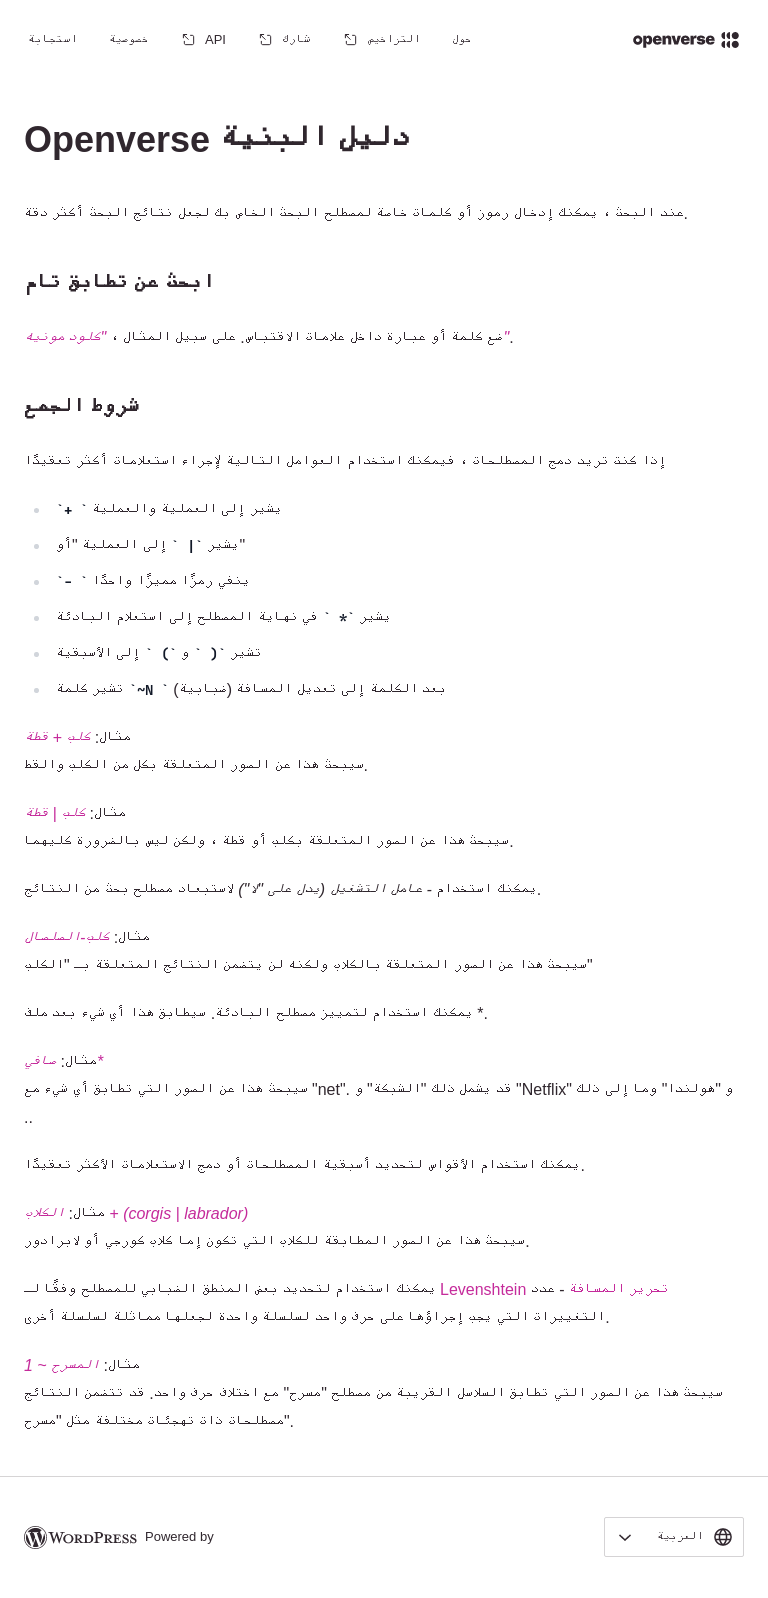 openverse
حول
التراخيص
شارك
API
خصوصية
استجابة
Openverse دليل البنية
عند البحث ، يمكنك إدخال رموز أو كلمات خاصة لمصطلح البحث الخاص بك لجعل نتائج البحث أكثر دقة.
ابحث عن تطابق تام
ضع كلمة أو عبارة داخل علامات الاقتباس. على سبيل المثال ، "كلود مونيه".
شروط الجمع
إذا كنت تريد دمج المصطلحات ، فيمكنك استخدام العوامل التالية لإجراء استعلامات أكثر تعقيدًا
`+ ` يشير إلى العملية والعملية
يشير `| ` إلى العملية "أو"
`- ` ينفي رمزًا مميزًا واحدًا
يشير `* ` في نهاية المصطلح إلى استعلام البادئة
تشير `( ` و `) ` إلى الأسبقية
تشير كلمة `~N ` بعد الكلمة إلى تعديل المسافة (ضبابية)
مثال: كلب + قطة
سيبحث هذا عن الصور المتعلقة بكل من الكلب والقط.
مثال: كلب | قطة
سيبحث هذا عن الصور المتعلقة بكلب أو قطة ، ولكن ليس بالضرورة كليهما.
يمكنك استخدام - عامل التشغيل (يدل على "لا") لاستبعاد مصطلح بحث من النتائج.
مثال: كلب-الصلصال
سيبحث هذا عن الصور المتعلقة بالكلاب ولكنه لن يتضمن النتائج المتعلقة بـ "الكلب"
يمكنك استخدام لتمييز مصطلح البادئة. سيطابق هذا أي شيء بعد ملف *.
مثال: صافي*
سيبحث هذا عن الصور التي تطابق أي شيء مع "net". قد يشمل ذلك "الشبكة" و "Netflix" و "هولندا" وما إلى ذلك
..
يمكنك استخدام الأقواس لتحديد أسبقية المصطلحات أو دمج الاستعلامات الأكثر تعقيدًا.
مثال: الكلاب + (corgis | labrador)
سيبحث هذا عن الصور المطابقة للكلاب التي تكون إما كلاب كورجي أو لابرادور.
يمكنك استخدام لتحديد بعض المنطق الضبابي للمصطلح وفقًا لـ Levenshtein تحرير المسافة - عدد
التغييرات التي يجب إجراؤها على حرف واحد لسلسلة واحدة لجعلها مماثلة لسلسلة أخرى.
مثال: المسرح ~ 1
سيبحث هذا عن الصور التي تطابق السلاسل القريبة من مصطلح "مسرح" مع اختلاف حرف واحد. قد تتضمن النتائج
مصطلحات ذات تهجئات مختلفة مثل "مسرح".
العربية
Powered by WORDPRESS